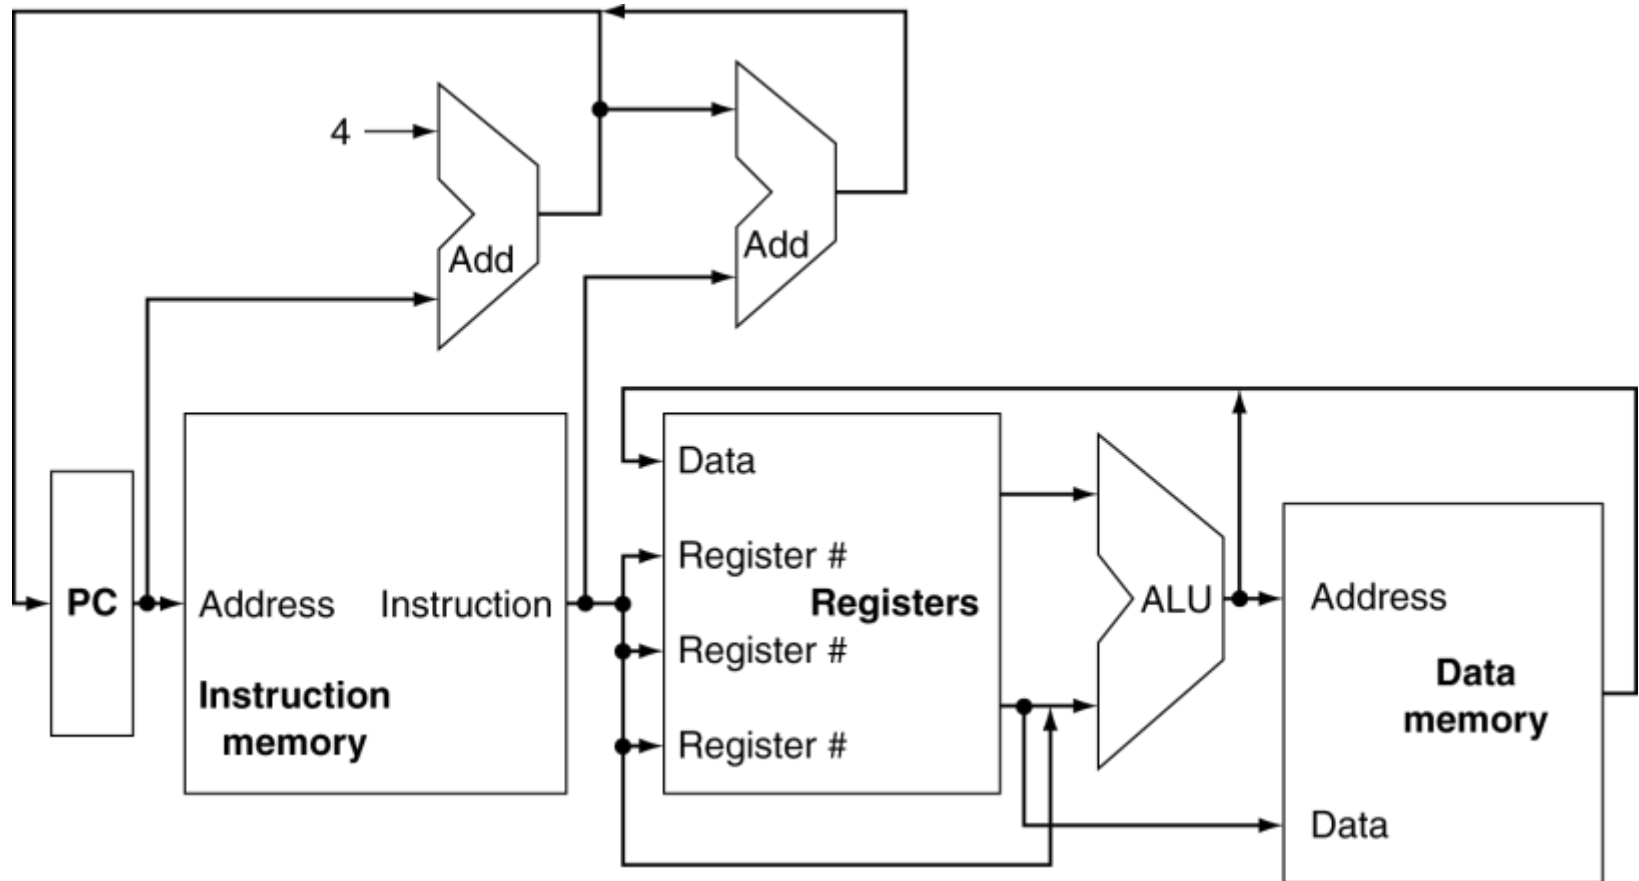 4
Add
Add
Data
Register #
Register #
Register #
Registers
PC
Address
Instruction
Instruction
memory
ALU
Address
Data
memory
Data